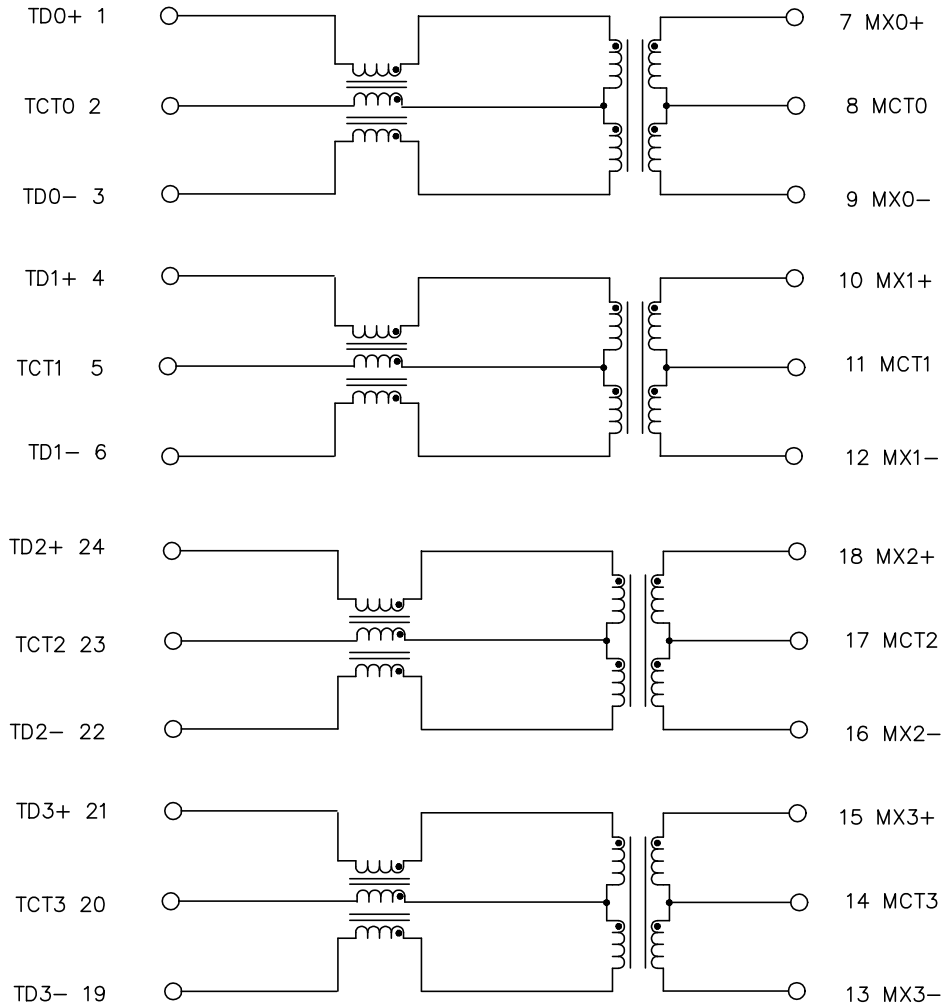 TD0+ 1
7 MX0+
TCT0 2
8 MCT0
TD0− 3
9 MX0−
TD1+ 4
10 MX1+
TCT1 5
11 MCT1
TD1− 6
12 MX1−
TD2+ 24
18 MX2+
TCT2 23
17 MCT2
TD2− 22
16 MX2−
TD3+ 21
15 MX3+
TCT3 20
14 MCT3
TD3− 19
13 MX3−